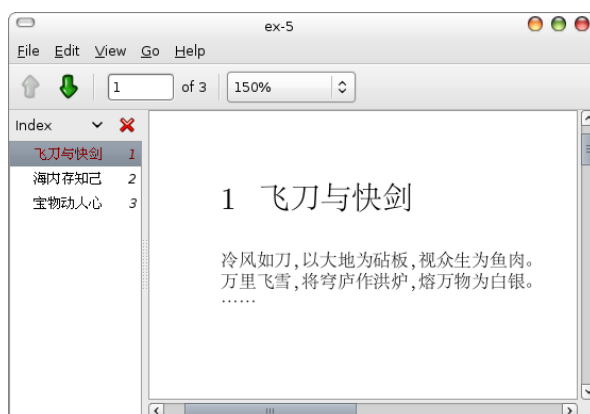 ex-5
File Edit View Go Help
1 of 3 150%
Index
飞刀与快剑 1
海内存知己 2
宝物动人心 3
1 飞刀与快剑
冷风如刀,以大地为砧板,视众生为鱼肉。
万里飞雪,将穹庐作洪炉,熔万物为白银。
……